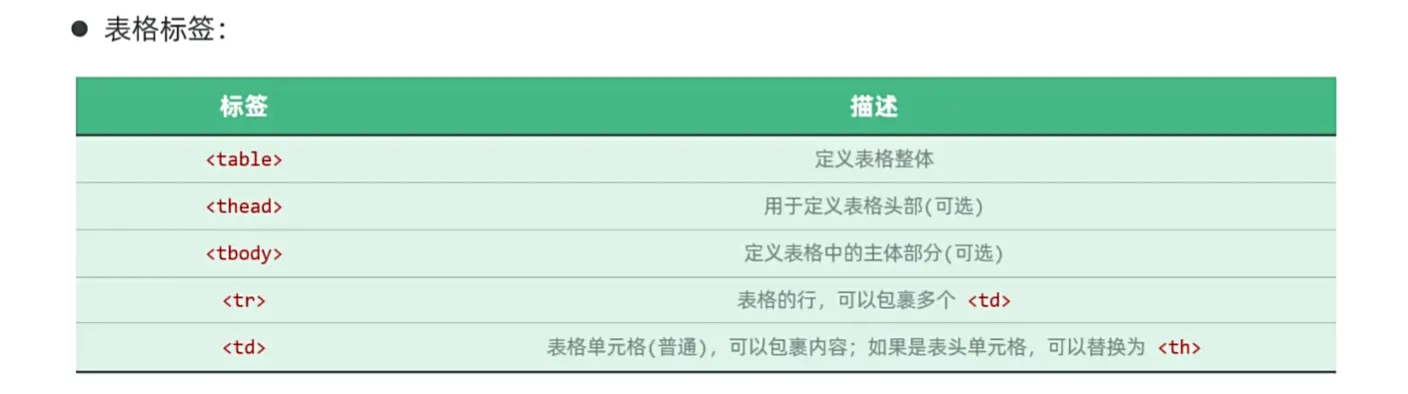 ● 表格标签：
标签 描述
<table> 定义表格整体
<thead> 用于定义表格头部(可选)
<tbody> 定义表格中的主体部分(可选)
<tr> 表格的行，可以包裹多个 <td>
<td> 表格单元格(普通)，可以包裹内容；如果是表头单元格，可以替换为 <th>